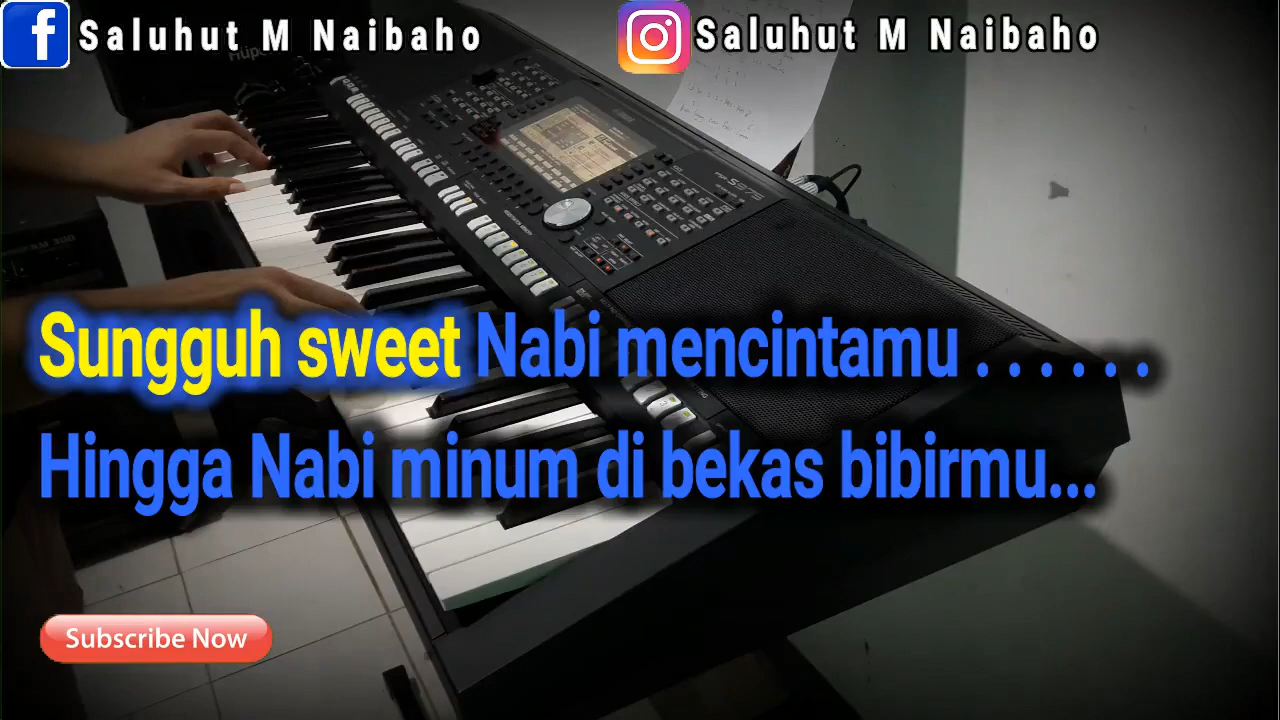 Saluhut M Naibaho
Saluhut M Naibaho
Sungguh sweet Nabi mencintamu . . . . . .
Hingga Nabi minum di bekas bibirmu...
Subscribe Now